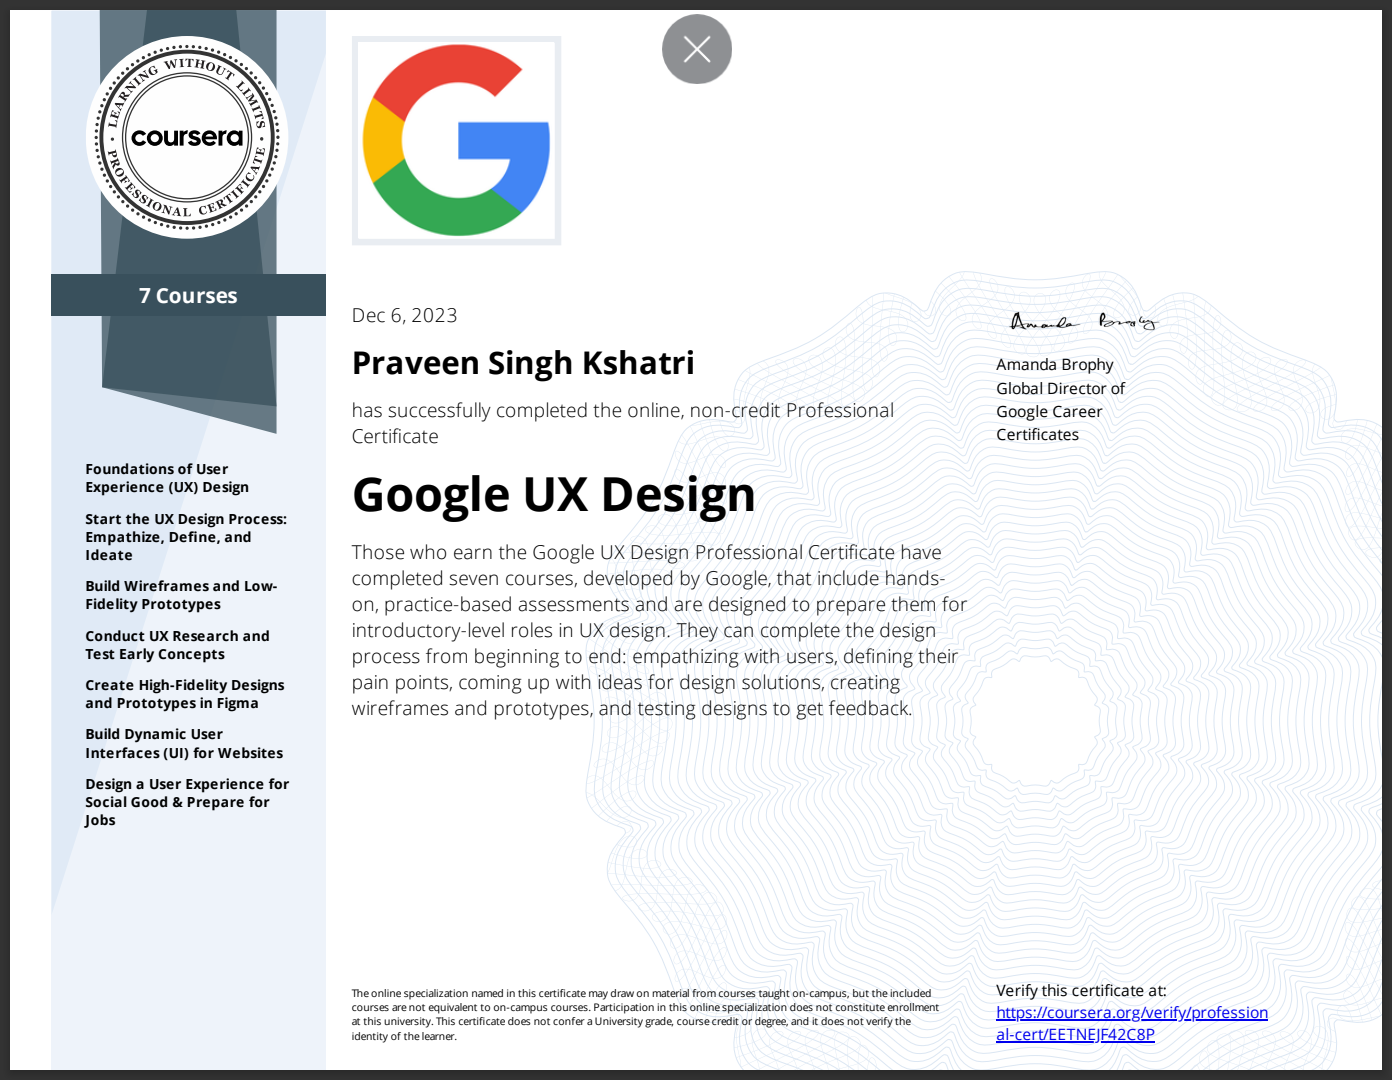 LEARNING WITHOUT LIMITS
coursera
PROFESSIONAL CERTIFICATE
7 Courses
Foundations of User
Experience (UX) Design
Start the UX Design Process:
Empathize, Define, and
Ideate
Build Wireframes and Low-
Fidelity Prototypes
Conduct UX Research and
Test Early Concepts
Create High-Fidelity Designs
and Prototypes in Figma
Build Dynamic User
Interfaces (UI) for Websites
Design a User Experience for
Social Good & Prepare for
Jobs
Dec 6, 2023
Praveen Singh Kshatri
has successfully completed the online, non-credit Professional
Certificate
Google UX Design
Those who earn the Google UX Design Professional Certificate have
completed seven courses, developed by Google, that include hands-
on, practice-based assessments and are designed to prepare them for
introductory-level roles in UX design. They can complete the design
process from beginning to end: empathizing with users, defining their
pain points, coming up with ideas for design solutions, creating
wireframes and prototypes, and testing designs to get feedback.
Amanda Brophy
Amanda Brophy
Global Director of
Google Career
Certificates
The online specialization named in this certificate may draw on material from courses taught on-campus, but the included
courses are not equivalent to on-campus courses. Participation in this online specialization does not constitute enrollment
at this university. This certificate does not confer a University grade, course credit or degree, and it does not verify the
identity of the learner.
Verify this certificate at:
https://coursera.org/verify/profession
al-cert/EETNEJF42C8P